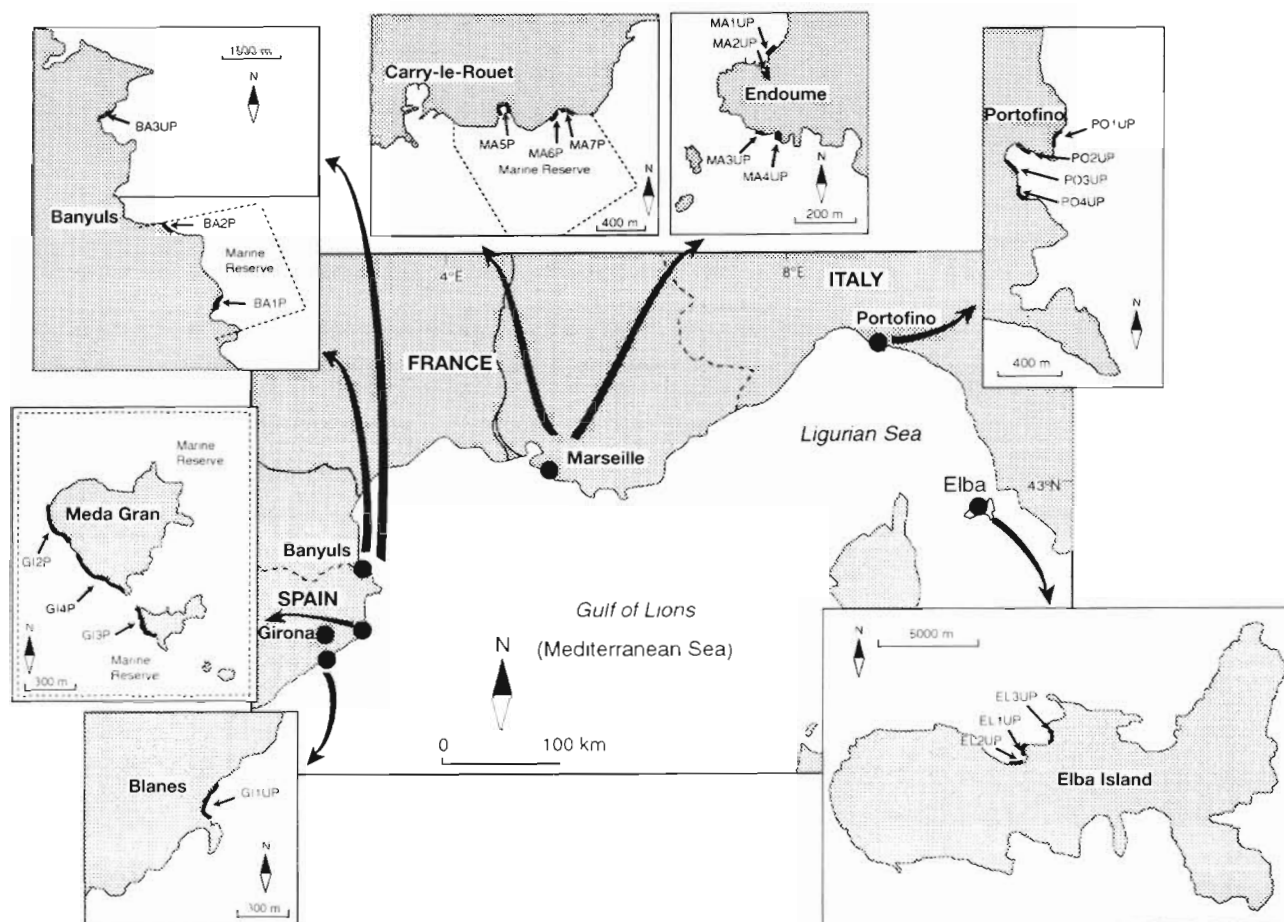 1500 m
N
BA3UP
Banyuls
BA2P
Marine
Reserve
BA1P
Carry-le-Rouet
MA5P
MA6P
MA7P
Marine Reserve
N
400 m
MA1UP
MA2UP
Endoume
MA3UP
MA4UP
N
200 m
Portofino
PO1UP
PO2UP
PO3UP
PO4UP
N
400 m
4°E
8°E
ITALY
Portofino
FRANCE
Ligurian Sea
Marseille
43°N
Elba
Marine
Reserve
Meda Gran
GI2P
GI4P
GI3P
N
Marine
Reserve
300 m
Banyuls
SPAIN
Girona
Gulf of Lions
(Mediterranean Sea)
N
0 100 km
Blanes
GI1UP
N
300 m
N
5000 m
EL3UP
EL1UP
EL2UP
Elba Island